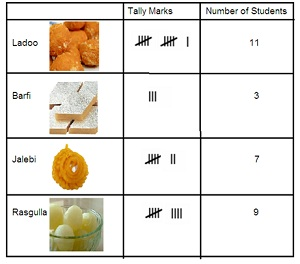 Tally Marks Number of Students
Ladoo 11
Barfi 3
Jalebi 7
Rasgulla 9